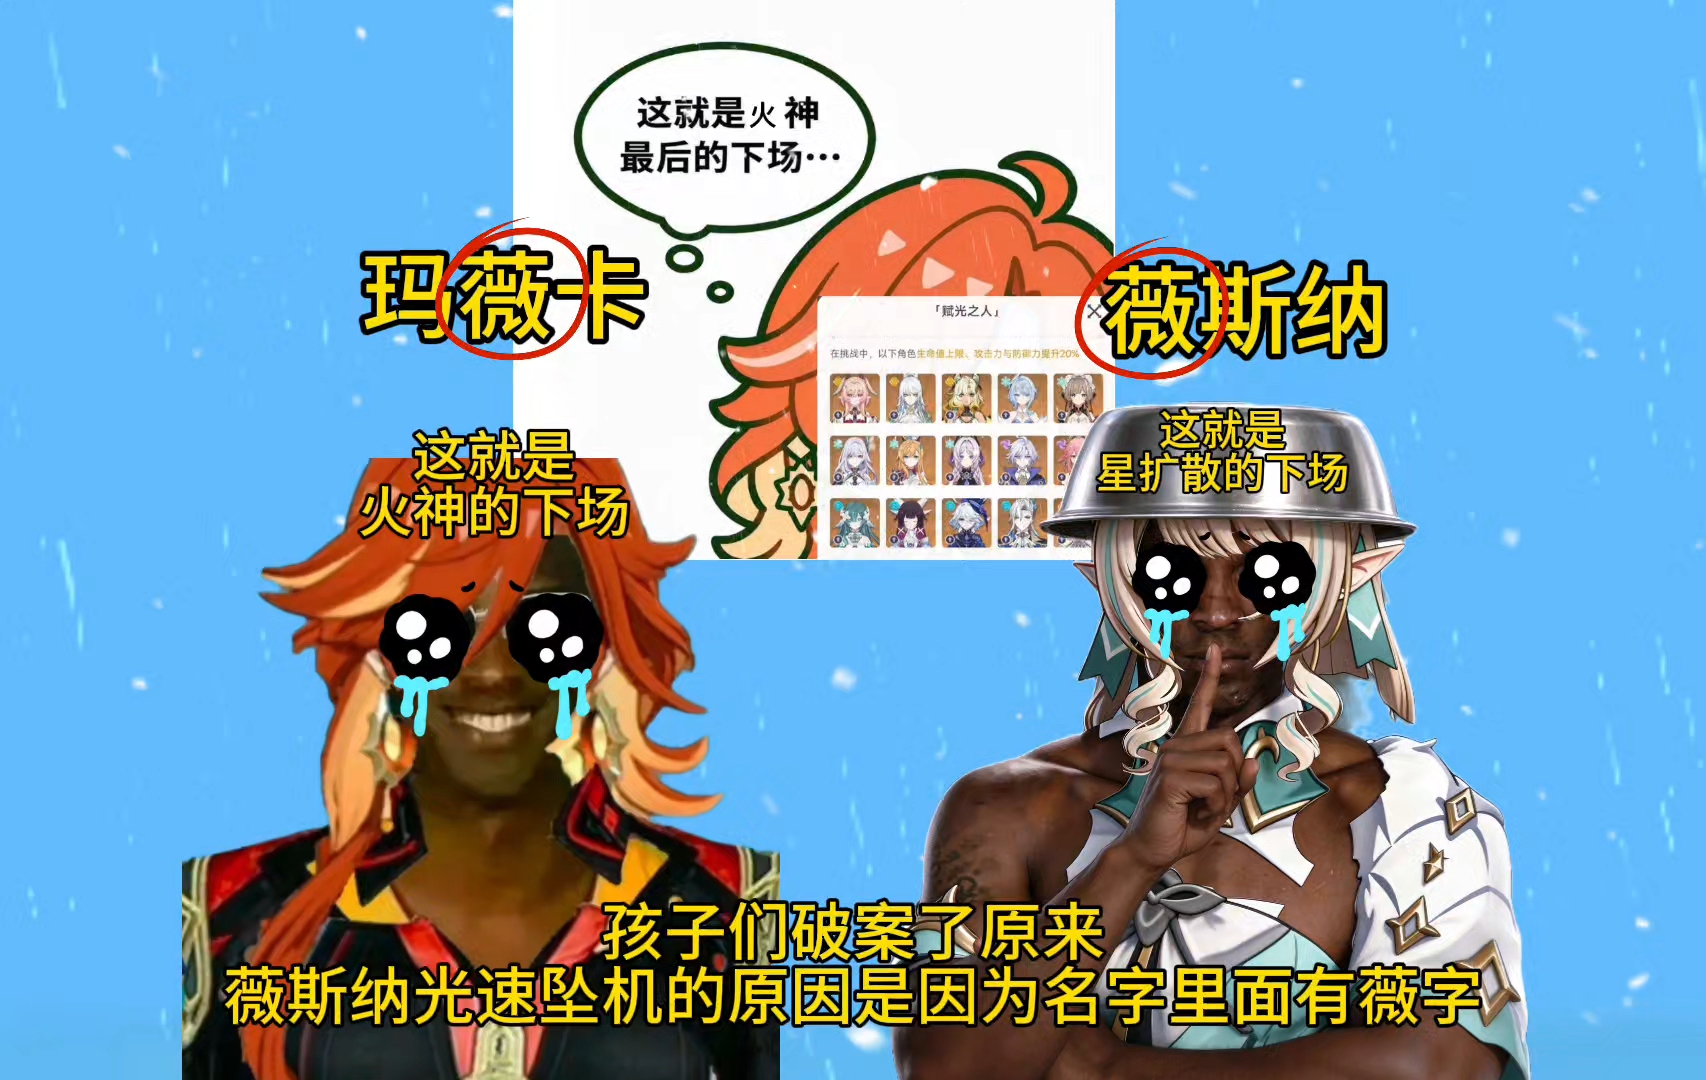 这就是火神
最后的下场…
玛薇卡
薇斯纳
「赋光之人」
在挑战中，以下角色生命值上限、攻击力与防御力提升20%
这就是
火神的下场
这就是
星扩散的下场
孩子们破案了原来
薇斯纳光速坠机的原因是因为名字里面有薇字